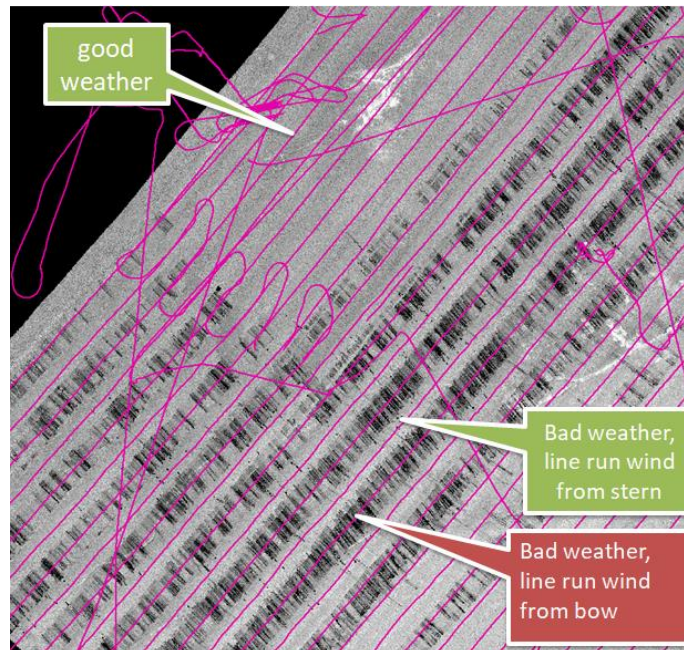 good
weather
Bad weather,
line run wind
from stern
Bad weather,
line run wind
from bow